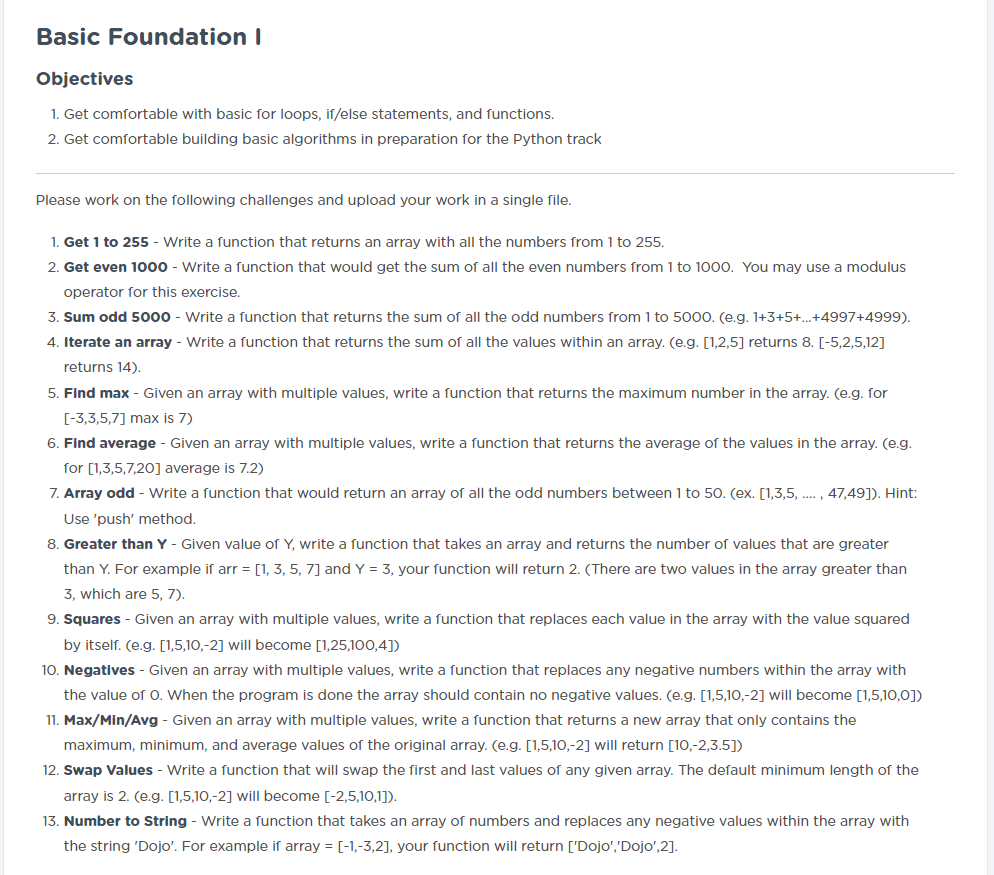 Basic Foundation I
Objectives
1. Get comfortable with basic for loops, if/else statements, and functions.
2. Get comfortable building basic algorithms in preparation for the Python track
Please work on the following challenges and upload your work in a single file.
1. Get 1 to 255 - Write a function that returns an array with all the numbers from 1 to 255.
2. Get even 1000 - Write a function that would get the sum of all the even numbers from 1 to 1000.  You may use a modulus
operator for this exercise.
3. Sum odd 5000 - Write a function that returns the sum of all the odd numbers from 1 to 5000. (e.g. 1+3+5+...+4997+4999).
4. Iterate an array - Write a function that returns the sum of all the values within an array. (e.g. [1,2,5] returns 8. [-5,2,5,12]
returns 14).
5. Find max - Given an array with multiple values, write a function that returns the maximum number in the array. (e.g. for
[-3,3,5,7] max is 7)
6. Find average - Given an array with multiple values, write a function that returns the average of the values in the array. (e.g.
for [1,3,5,7,20] average is 7.2)
7. Array odd - Write a function that would return an array of all the odd numbers between 1 to 50. (ex. [1,3,5, .... , 47,49]). Hint:
Use 'push' method.
8. Greater than Y - Given value of Y, write a function that takes an array and returns the number of values that are greater
than Y. For example if arr = [1, 3, 5, 7] and Y = 3, your function will return 2. (There are two values in the array greater than
3, which are 5, 7).
9. Squares - Given an array with multiple values, write a function that replaces each value in the array with the value squared
by itself. (e.g. [1,5,10,-2] will become [1,25,100,4])
10. Negatives - Given an array with multiple values, write a function that replaces any negative numbers within the array with
the value of 0. When the program is done the array should contain no negative values. (e.g. [1,5,10,-2] will become [1,5,10,0])
11. Max/Min/Avg - Given an array with multiple values, write a function that returns a new array that only contains the
maximum, minimum, and average values of the original array. (e.g. [1,5,10,-2] will return [10,-2,3.5])
12. Swap Values - Write a function that will swap the first and last values of any given array. The default minimum length of the
array is 2. (e.g. [1,5,10,-2] will become [-2,5,10,1]).
13. Number to String - Write a function that takes an array of numbers and replaces any negative values within the array with
the string 'Dojo'. For example if array = [-1,-3,2], your function will return ['Dojo','Dojo',2].